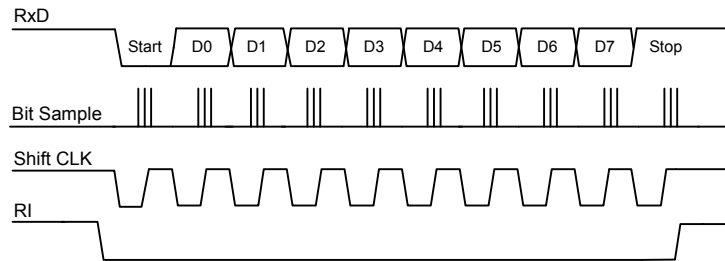 RxD
Start D0 D1 D2 D3 D4 D5 D6 D7 Stop
Bit Sample
Shift CLK
RI